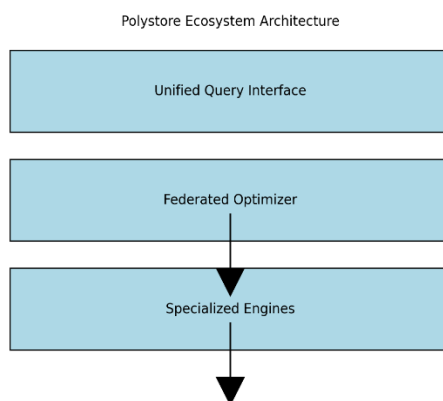 Polystore Ecosystem Architecture
Unified Query Interface
Federated Optimizer
Specialized Engines